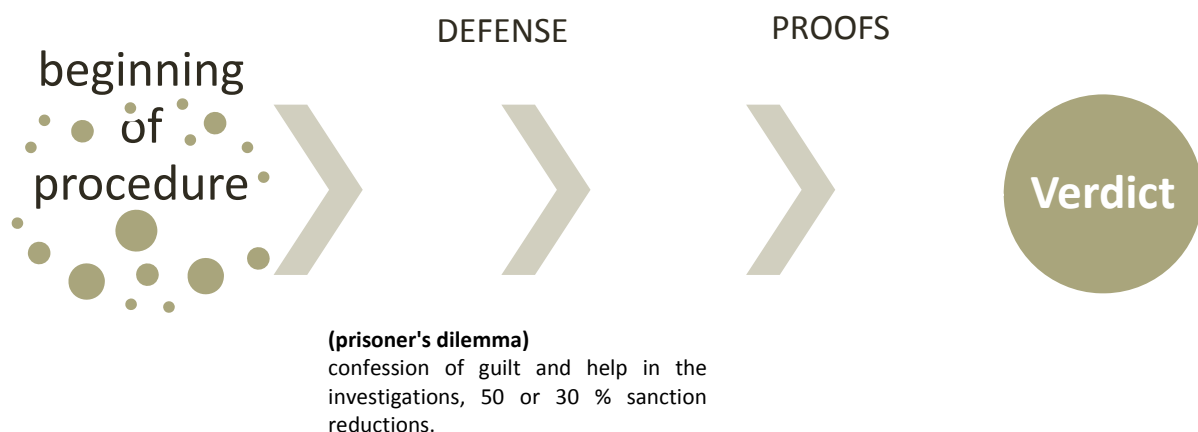 beginning
of
procedure
DEFENSE
PROOFS
Verdict
(prisoner's dilemma)
confession of guilt and help in the
investigations, 50 or 30 % sanction
reductions.